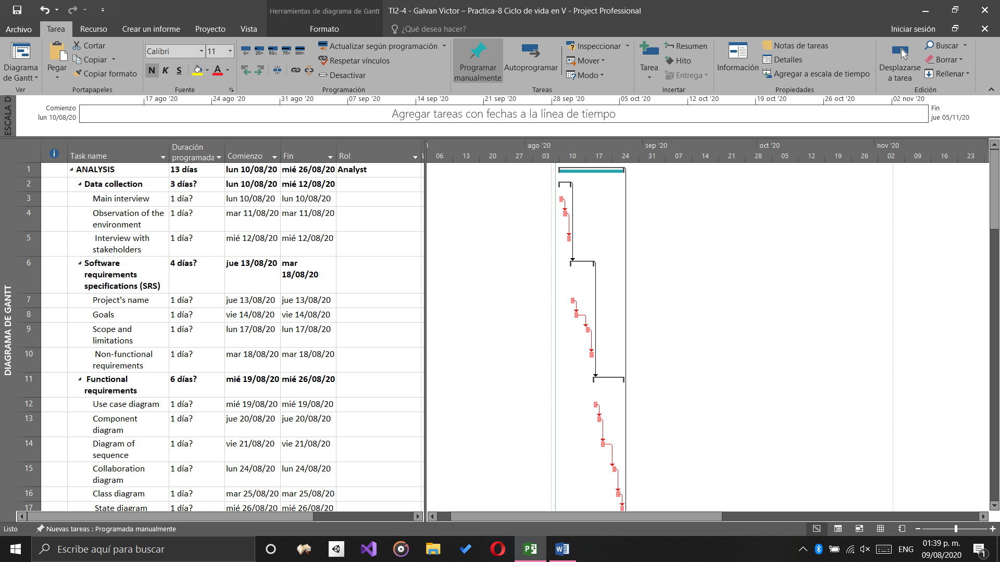 Herramientas de diagrama de Gantt
TI2-4 - Galvan Victor – Practica-8 Ciclo de vida en V - Project Professional
Archivo Tarea Recurso Crear un informe Proyecto Vista Formato ¿Qué desea hacer? Iniciar sesión
Diagrama de Gantt
Ver
Pegar
Cortar
Copiar
Copiar formato
Portapapeles
Calibri 11
N K S A
Fuente
0% 25% 50% 75% 100%
Actualizar según programación
Respetar vínculos
Desactivar
Programación
Programar manualmente
Autoprogramar
Inspeccionar
Mover
Modo
Tareas
Tarea
Resumen
Hito
Entrega
Insertar
Información
Notas de tareas
Detalles
Agregar a escala de tiempo
Propiedades
Desplazarse a tarea
Buscar
Borrar
Rellenar
Edición
ESCALA D
17 ago '20 24 ago '20 31 ago '20 07 sep '20 14 sep '20 21 sep '20 28 sep '20 05 oct '20 12 oct '20 19 oct '20 26 oct '20 02 nov '20
Comienzo
lun 10/08/20
Agregar tareas con fechas a la línea de tiempo
Fin
jue 05/11/20
DIAGRAMA DE GANTT
Task name Duración programada Comienzo Fin Rol
ago '20 sep '20 oct '20 nov '20
06 13 20 27 03 10 17 24 31 07 14 21 28 05 12 19 26 02 09 16 23
1 ANALYSIS 13 días lun 10/08/20 mié 26/08/20 Analyst
2 Data collection 3 días? lun 10/08/20 mié 12/08/20
3 Main interview 1 día? lun 10/08/20 lun 10/08/20
4 Observation of the environment 1 día? mar 11/08/20 mar 11/08/20
5 Interview with stakeholders 1 día? mié 12/08/20 mié 12/08/20
6 Software requirements specifications (SRS) 4 días? jue 13/08/20 mar 18/08/20
7 Project's name 1 día? jue 13/08/20 jue 13/08/20
8 Goals 1 día? vie 14/08/20 vie 14/08/20
9 Scope and limitations 1 día? lun 17/08/20 lun 17/08/20
10 Non-functional requirements 1 día? mar 18/08/20 mar 18/08/20
11 Functional requirements 6 días? mié 19/08/20 mié 26/08/20
12 Use case diagram 1 día? mié 19/08/20 mié 19/08/20
13 Component diagram 1 día? jue 20/08/20 jue 20/08/20
14 Diagram of sequence 1 día? vie 21/08/20 vie 21/08/20
15 Collaboration diagram 1 día? lun 24/08/20 lun 24/08/20
16 Class diagram 1 día? mar 25/08/20 mar 25/08/20
17 State diagram 1 día? mié 26/08/20 mié 26/08/20
Listo Nuevas tareas : Programada manualmente
Escribe aquí para buscar
ENG
01:39 p. m.
09/08/2020
1